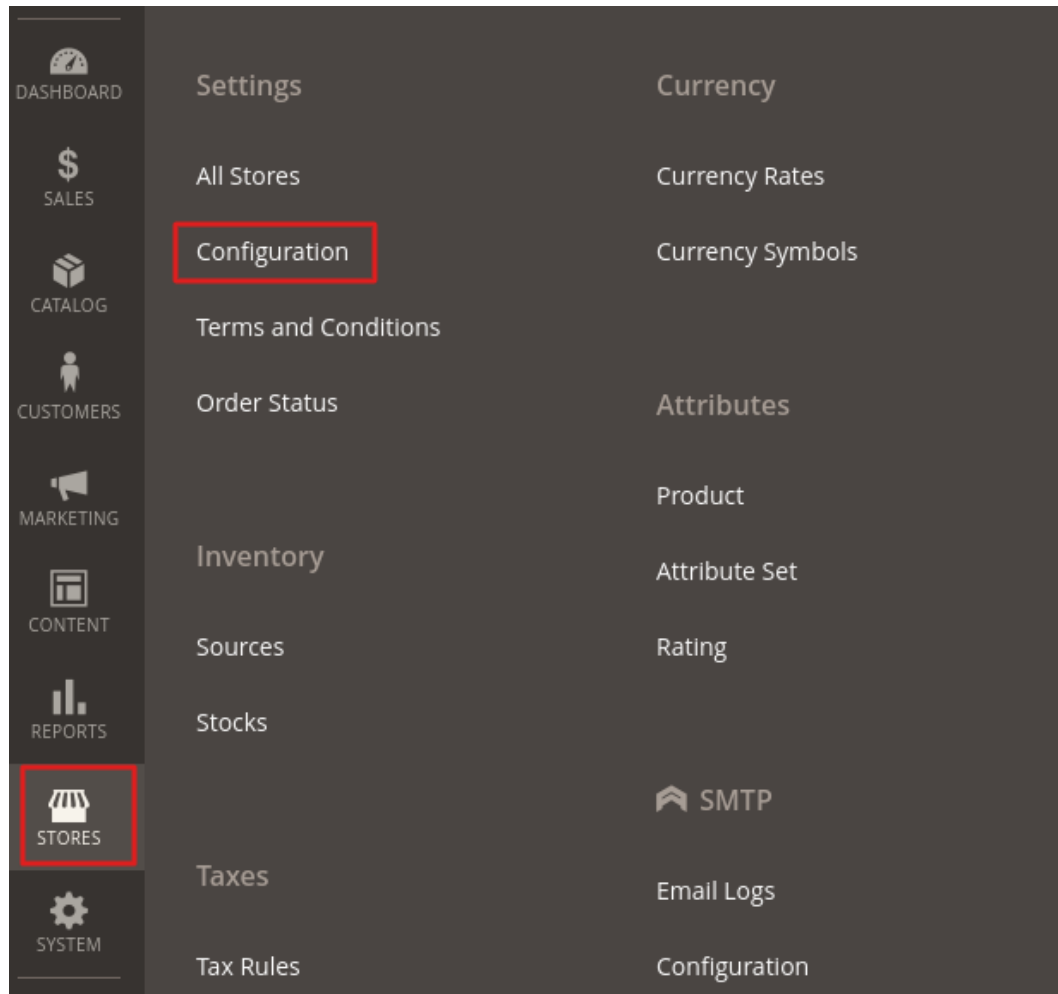 DASHBOARD
SALES
CATALOG
CUSTOMERS
MARKETING
CONTENT
REPORTS
STORES
SYSTEM
Settings
All Stores
Configuration
Terms and Conditions
Order Status
Inventory
Sources
Stocks
Taxes
Tax Rules
Currency
Currency Rates
Currency Symbols
Attributes
Product
Attribute Set
Rating
SMTP
Email Logs
Configuration